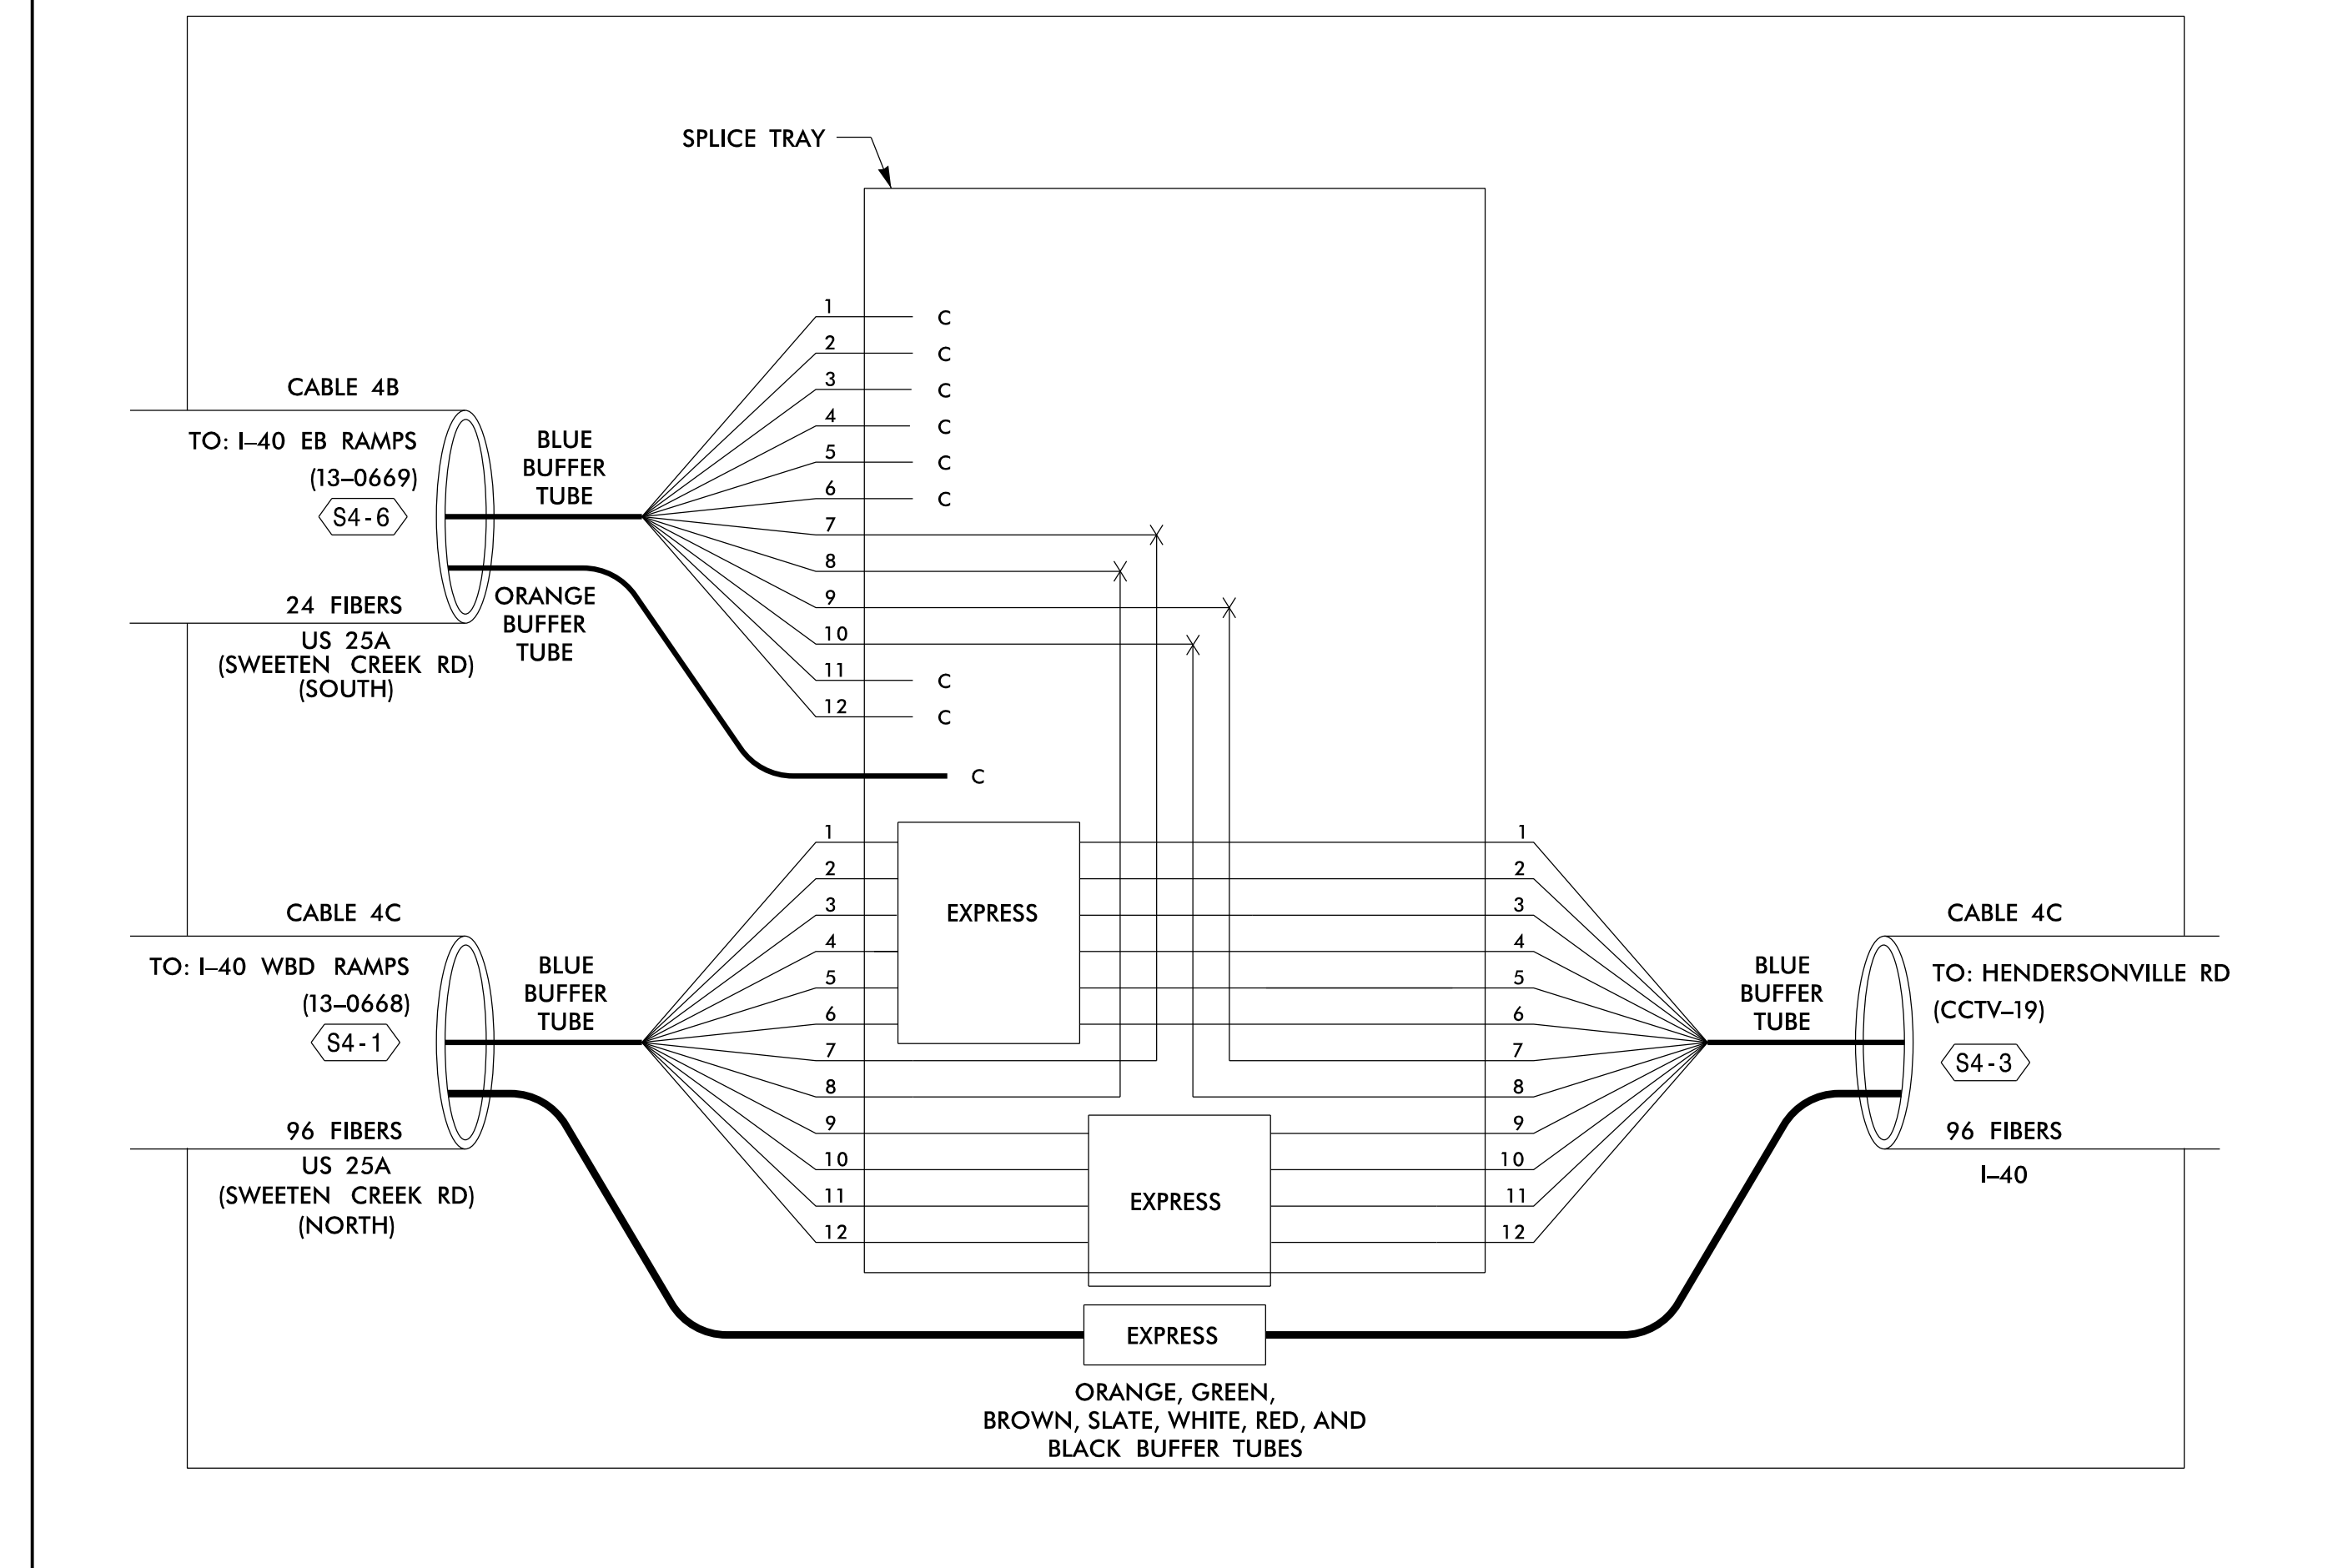 SPLICE TRAY
CABLE 4B
TO: I–40 EB RAMPS
(13–0669)
S4-6
24 FIBERS
US 25A
(SWEETEN CREEK RD)
(SOUTH)
BLUE
BUFFER
TUBE
ORANGE
BUFFER
TUBE
1 C
2 C
3 C
4 C
5 C
6 C
7
8
9
10
11 C
12 C
C
CABLE 4C
TO: I–40 WBD RAMPS
(13–0668)
S4-1
96 FIBERS
US 25A
(SWEETEN CREEK RD)
(NORTH)
BLUE
BUFFER
TUBE
1
2
3
4
5
6
7
8
9
10
11
12
EXPRESS
EXPRESS
1
2
3
4
5
6
7
8
9
10
11
12
BLUE
BUFFER
TUBE
CABLE 4C
TO: HENDERSONVILLE RD
(CCTV–19)
S4-3
96 FIBERS
I–40
EXPRESS
ORANGE, GREEN,
BROWN, SLATE, WHITE, RED, AND
BLACK BUFFER TUBES